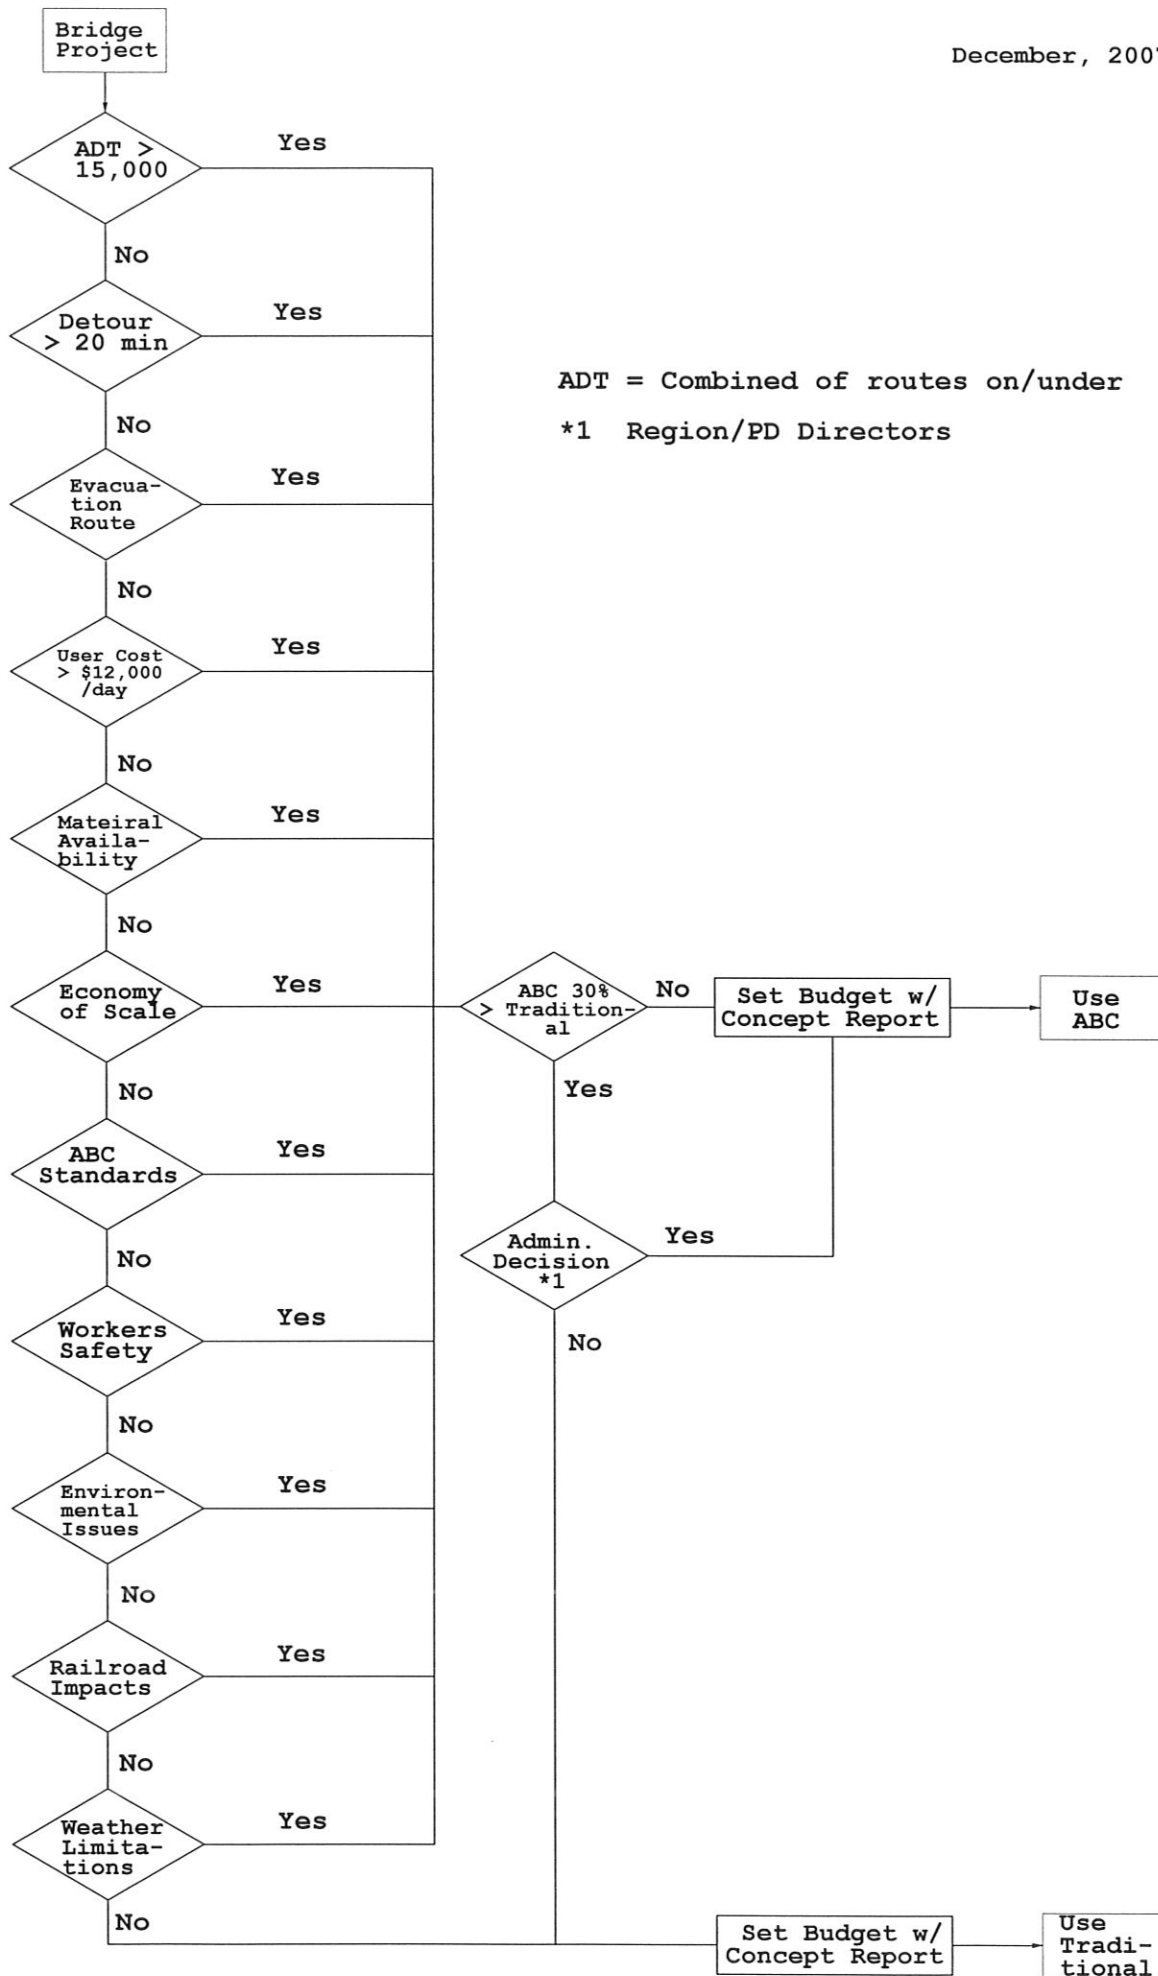 Bridge
Project
December, 2007
ADT >
15,000
Yes
No
Detour
> 20 min
Yes
ADT = Combined of routes on/under
*1 Region/PD Directors
No
Evacua-
tion
Route
Yes
No
User Cost
> $12,000
/day
Yes
No
Mateiral
Availa-
bility
Yes
No
Economy
of Scale
Yes
ABC 30%
> Tradition-
al
No
Set Budget w/
Concept Report
Use
ABC
Yes
No
ABC
Standards
Yes
No
Admin.
Decision
*1
Yes
No
Workers
Safety
Yes
No
Environ-
mental
Issues
Yes
No
Railroad
Impacts
Yes
No
Weather
Limita-
tions
Yes
No
Set Budget w/
Concept Report
Use
Tradi-
tional